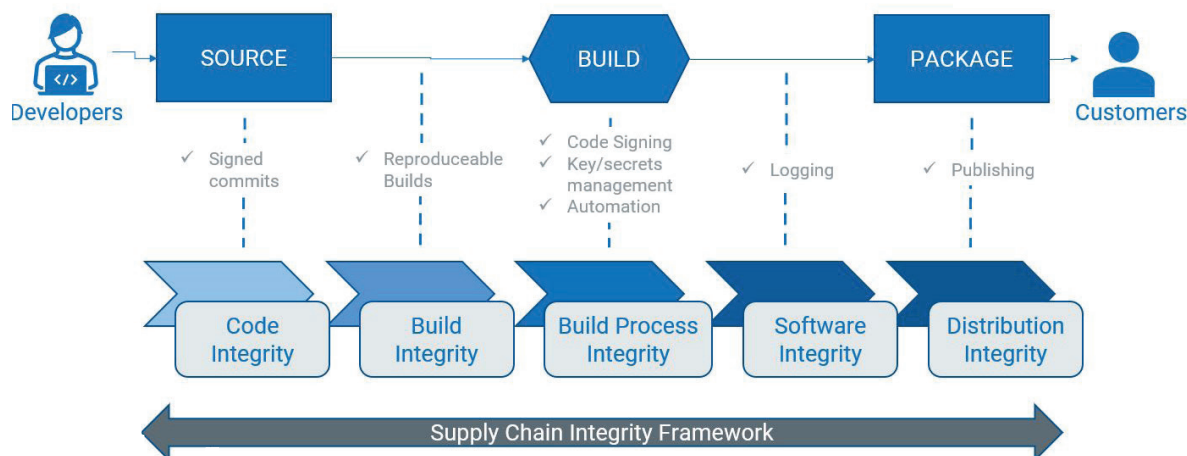 SOURCE
BUILD
PACKAGE
</>
Developers
Customers
✓ Signed
commits
✓ Reproduceable
Builds
✓ Code Signing
✓ Key/secrets
management
✓ Automation
✓ Logging
✓ Publishing
Code
Integrity
Build
Integrity
Build Process
Integrity
Software
Integrity
Distribution
Integrity
Supply Chain Integrity Framework